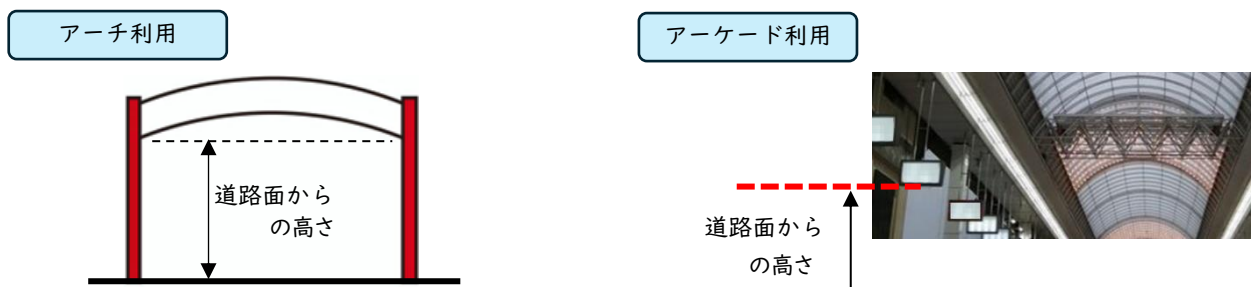 アーチ利用
道路面から
の高さ
アーケード利用
道路面から
の高さ